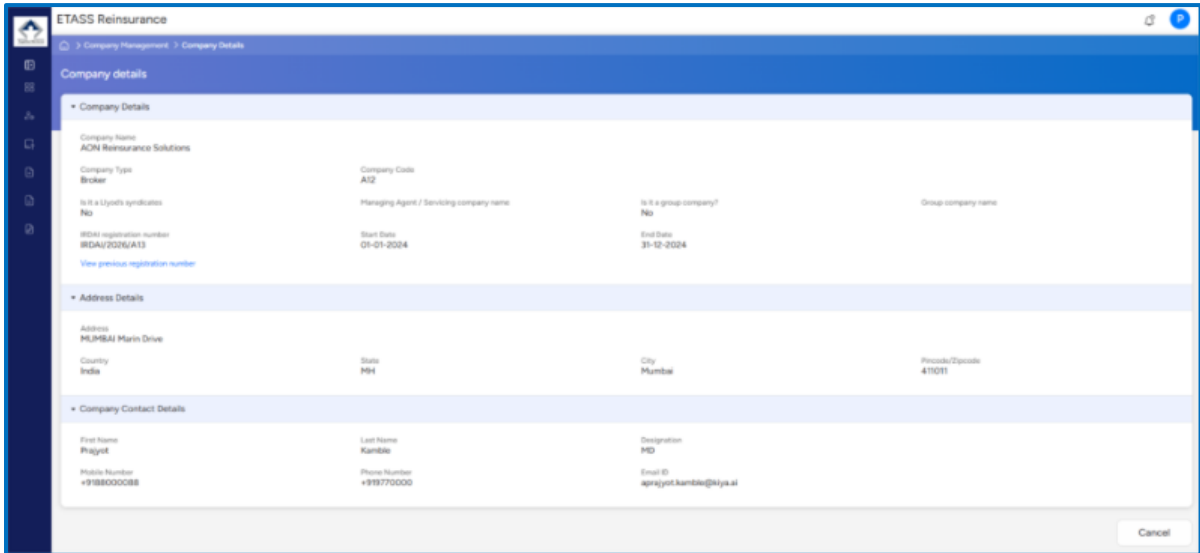 ETASS Reinsurance
P
> Company Management > Company Details
Company details
Company Details
Company Name
AON Reinsurance Solutions
Company Type
Company Code
Broker
A12
Is it a Llyod's syndicates
Managing Agent / Servicing company name
Is it a group company?
Group company name
No
No
IRDAI registration number
Start Date
End Date
IRDAI/2026/A13
01-01-2024
31-12-2024
View previous registration number
Address Details
Address
MUMBAI Marin Drive
Country
State
City
Pincode/Zipcode
India
MH
Mumbai
411011
Company Contact Details
First Name
Last Name
Designation
Prajyot
Kamble
MD
Mobile Number
Phone Number
Email ID
+9188000088
+919770000
aprajyot.kamble@kiya.ai
Cancel